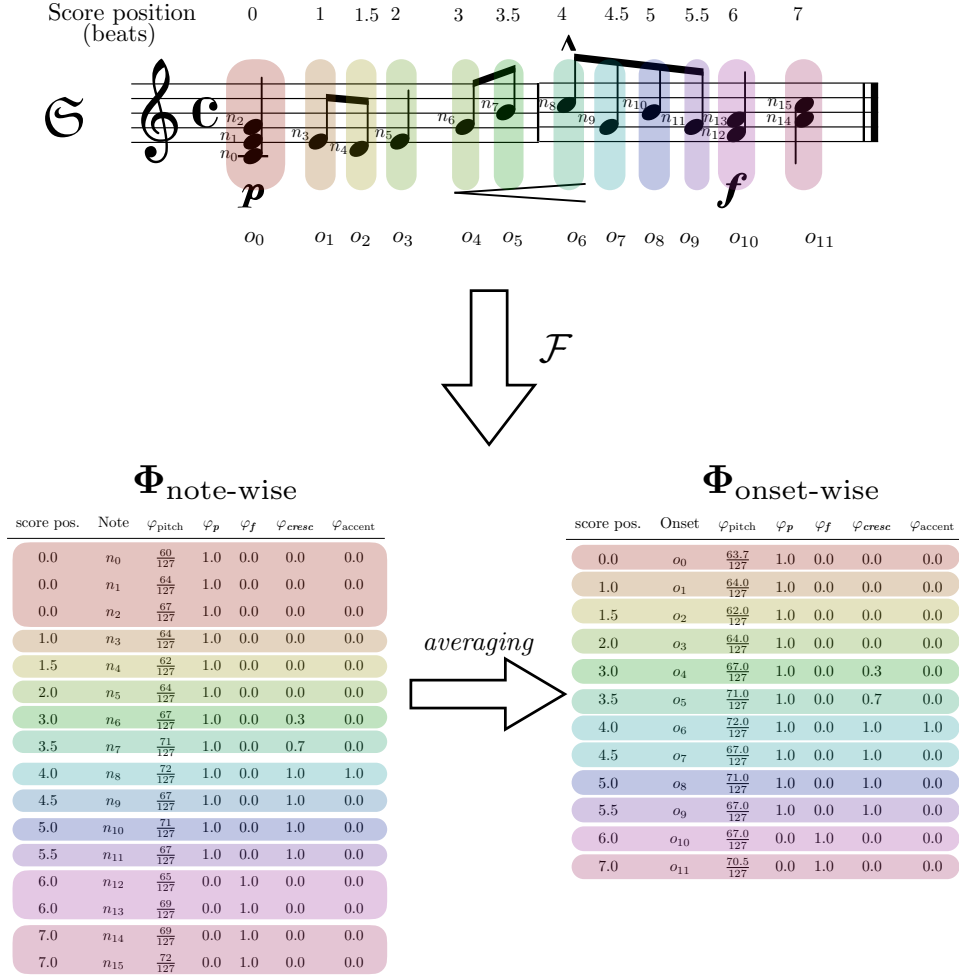 Score position 0 1 1.5 2 3 3.5 4 4.5 5 5.5 6 7
(beats)
𝔖
n₂ n₁ n₀ n₃ n₄ n₅ n₆ n₇ n₈ n₉ n₁₀ n₁₁ n₁₃ n₁₂ n₁₅ n₁₄
p f
o₀ o₁ o₂ o₃ o₄ o₅ o₆ o₇ o₈ o₉ o₁₀ o₁₁
ℱ
Φnote-wise
score pos. Note φpitch φp φf φcresc φaccent
0.0 n₀ 60/127 1.0 0.0 0.0 0.0
0.0 n₁ 64/127 1.0 0.0 0.0 0.0
0.0 n₂ 67/127 1.0 0.0 0.0 0.0
1.0 n₃ 64/127 1.0 0.0 0.0 0.0
1.5 n₄ 62/127 1.0 0.0 0.0 0.0
2.0 n₅ 64/127 1.0 0.0 0.0 0.0
3.0 n₆ 67/127 1.0 0.0 0.3 0.0
3.5 n₇ 71/127 1.0 0.0 0.7 0.0
4.0 n₈ 72/127 1.0 0.0 1.0 1.0
4.5 n₉ 67/127 1.0 0.0 1.0 0.0
5.0 n₁₀ 71/127 1.0 0.0 1.0 0.0
5.5 n₁₁ 67/127 1.0 0.0 1.0 0.0
6.0 n₁₂ 65/127 0.0 1.0 0.0 0.0
6.0 n₁₃ 69/127 0.0 1.0 0.0 0.0
7.0 n₁₄ 69/127 0.0 1.0 0.0 0.0
7.0 n₁₅ 72/127 0.0 1.0 0.0 0.0
averaging
Φonset-wise
score pos. Onset φpitch φp φf φcresc φaccent
0.0 o₀ 63.7/127 1.0 0.0 0.0 0.0
1.0 o₁ 64.0/127 1.0 0.0 0.0 0.0
1.5 o₂ 62.0/127 1.0 0.0 0.0 0.0
2.0 o₃ 64.0/127 1.0 0.0 0.0 0.0
3.0 o₄ 67.0/127 1.0 0.0 0.3 0.0
3.5 o₅ 71.0/127 1.0 0.0 0.7 0.0
4.0 o₆ 72.0/127 1.0 0.0 1.0 1.0
4.5 o₇ 67.0/127 1.0 0.0 1.0 0.0
5.0 o₈ 71.0/127 1.0 0.0 1.0 0.0
5.5 o₉ 67.0/127 1.0 0.0 1.0 0.0
6.0 o₁₀ 67.0/127 0.0 1.0 0.0 0.0
7.0 o₁₁ 70.5/127 0.0 1.0 0.0 0.0